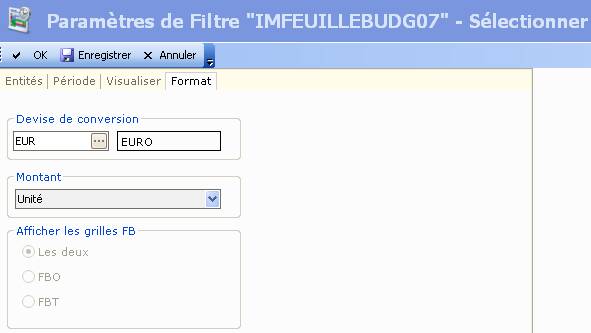 Paramètres de Filtre "IMFEUILLEBUDG07" - Sélectionner
OK Enregistrer Annuler
Entités Période Visualiser Format
Devise de conversion
EUR ... EURO
Montant
Unité
Afficher les grilles FB
Les deux
FBO
FBT